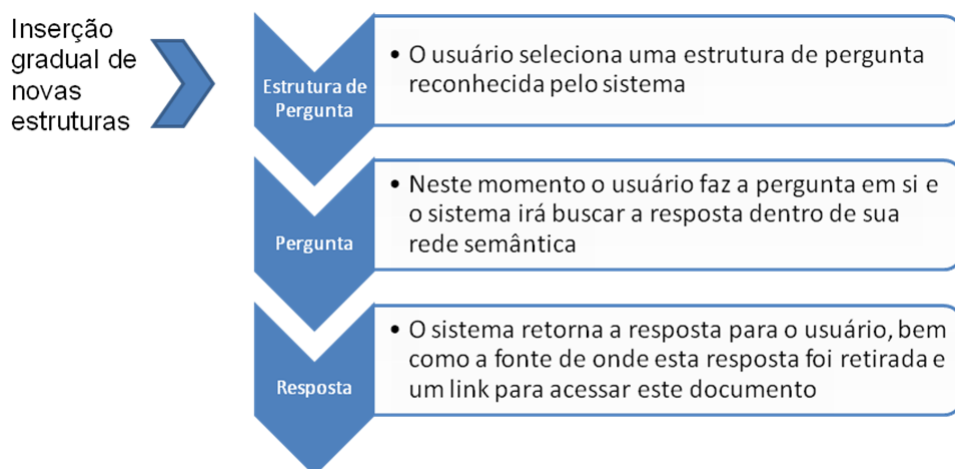 Inserção
gradual de
novas
estruturas
Estrutura de
Pergunta
• O usuário seleciona uma estrutura de pergunta
reconhecida pelo sistema
Pergunta
• Neste momento o usuário faz a pergunta em si e
o sistema irá buscar a resposta dentro de sua
rede semântica
Resposta
• O sistema retorna a resposta para o usuário, bem
como a fonte de onde esta resposta foi retirada e
um link para acessar este documento